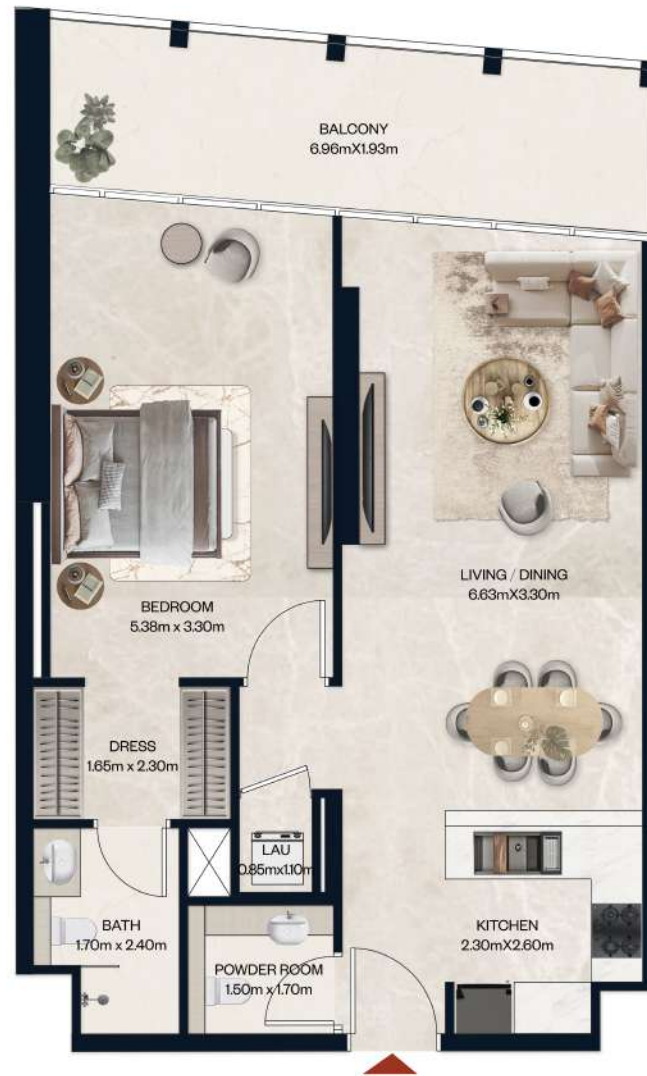 BALCONY
6.96mX1.93m
LIVING / DINING
6.63mX3.30m
BEDROOM
5.38m x 3.30m
DRESS
1.65m x 2.30m
LAU
0.85mx1.10m
BATH
1.70m x 2.40m
KITCHEN
2.30mX2.60m
POWDER ROOM
1.50m x 1.70m